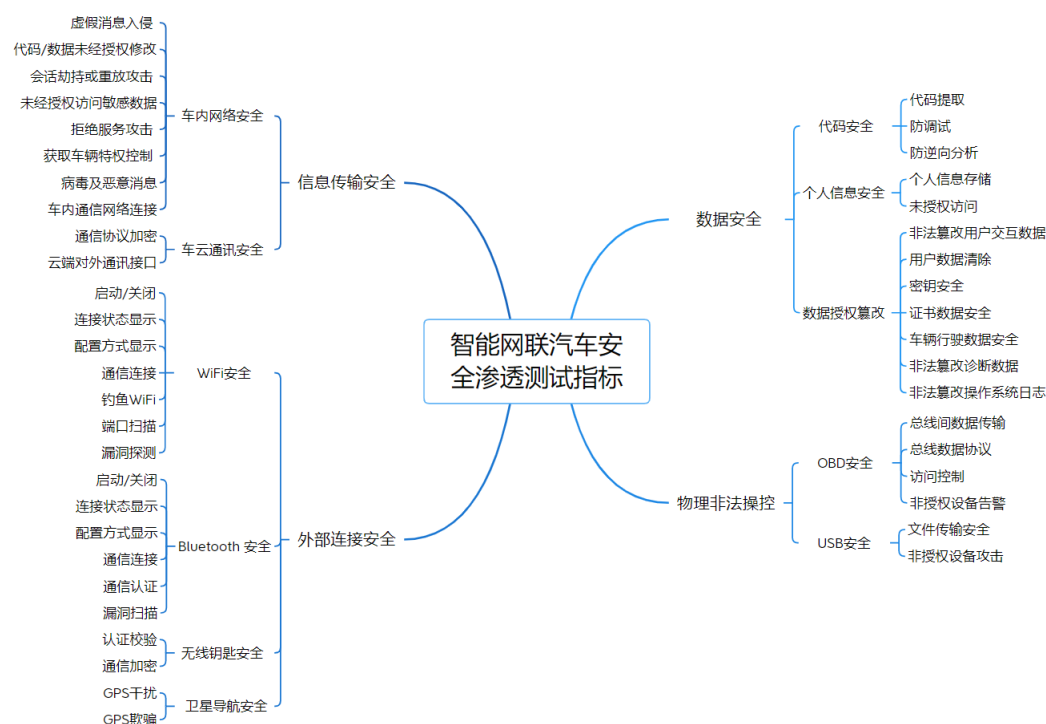 智能网联汽车安
全渗透测试指标
信息传输安全
车内网络安全
虚假消息入侵
代码/数据未经授权修改
会话劫持或重放攻击
未经授权访问敏感数据
拒绝服务攻击
获取车辆特权控制
病毒及恶意消息
车内通信网络连接
车云通讯安全
通信协议加密
云端对外通讯接口
外部连接安全
WiFi安全
启动/关闭
连接状态显示
配置方式显示
通信连接
钓鱼WiFi
端口扫描
漏洞探测
Bluetooth 安全
启动/关闭
连接状态显示
配置方式显示
通信连接
通信认证
漏洞扫描
无线钥匙安全
认证校验
通信加密
卫星导航安全
GPS干扰
GPS欺骗
数据安全
代码安全
代码提取
防调试
防逆向分析
个人信息安全
个人信息存储
未授权访问
数据授权篡改
非法篡改用户交互数据
用户数据清除
密钥安全
证书数据安全
车辆行驶数据安全
非法篡改诊断数据
非法篡改操作系统日志
物理非法操控
OBD安全
总线间数据传输
总线数据协议
访问控制
非授权设备告警
USB安全
文件传输安全
非授权设备攻击